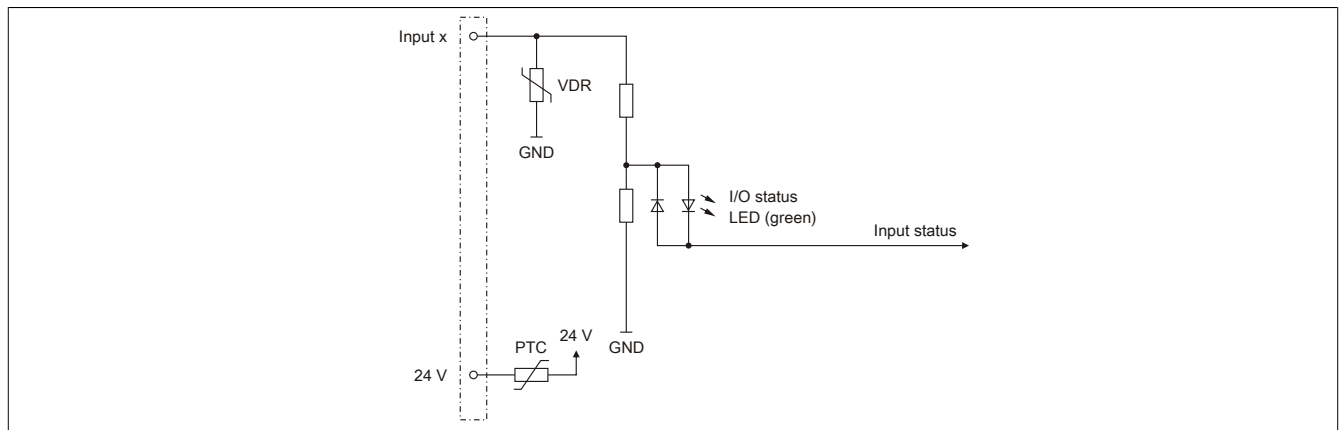 Input x
VDR
GND
I/O status
LED (green)
Input status
24 V
PTC
GND
24 V